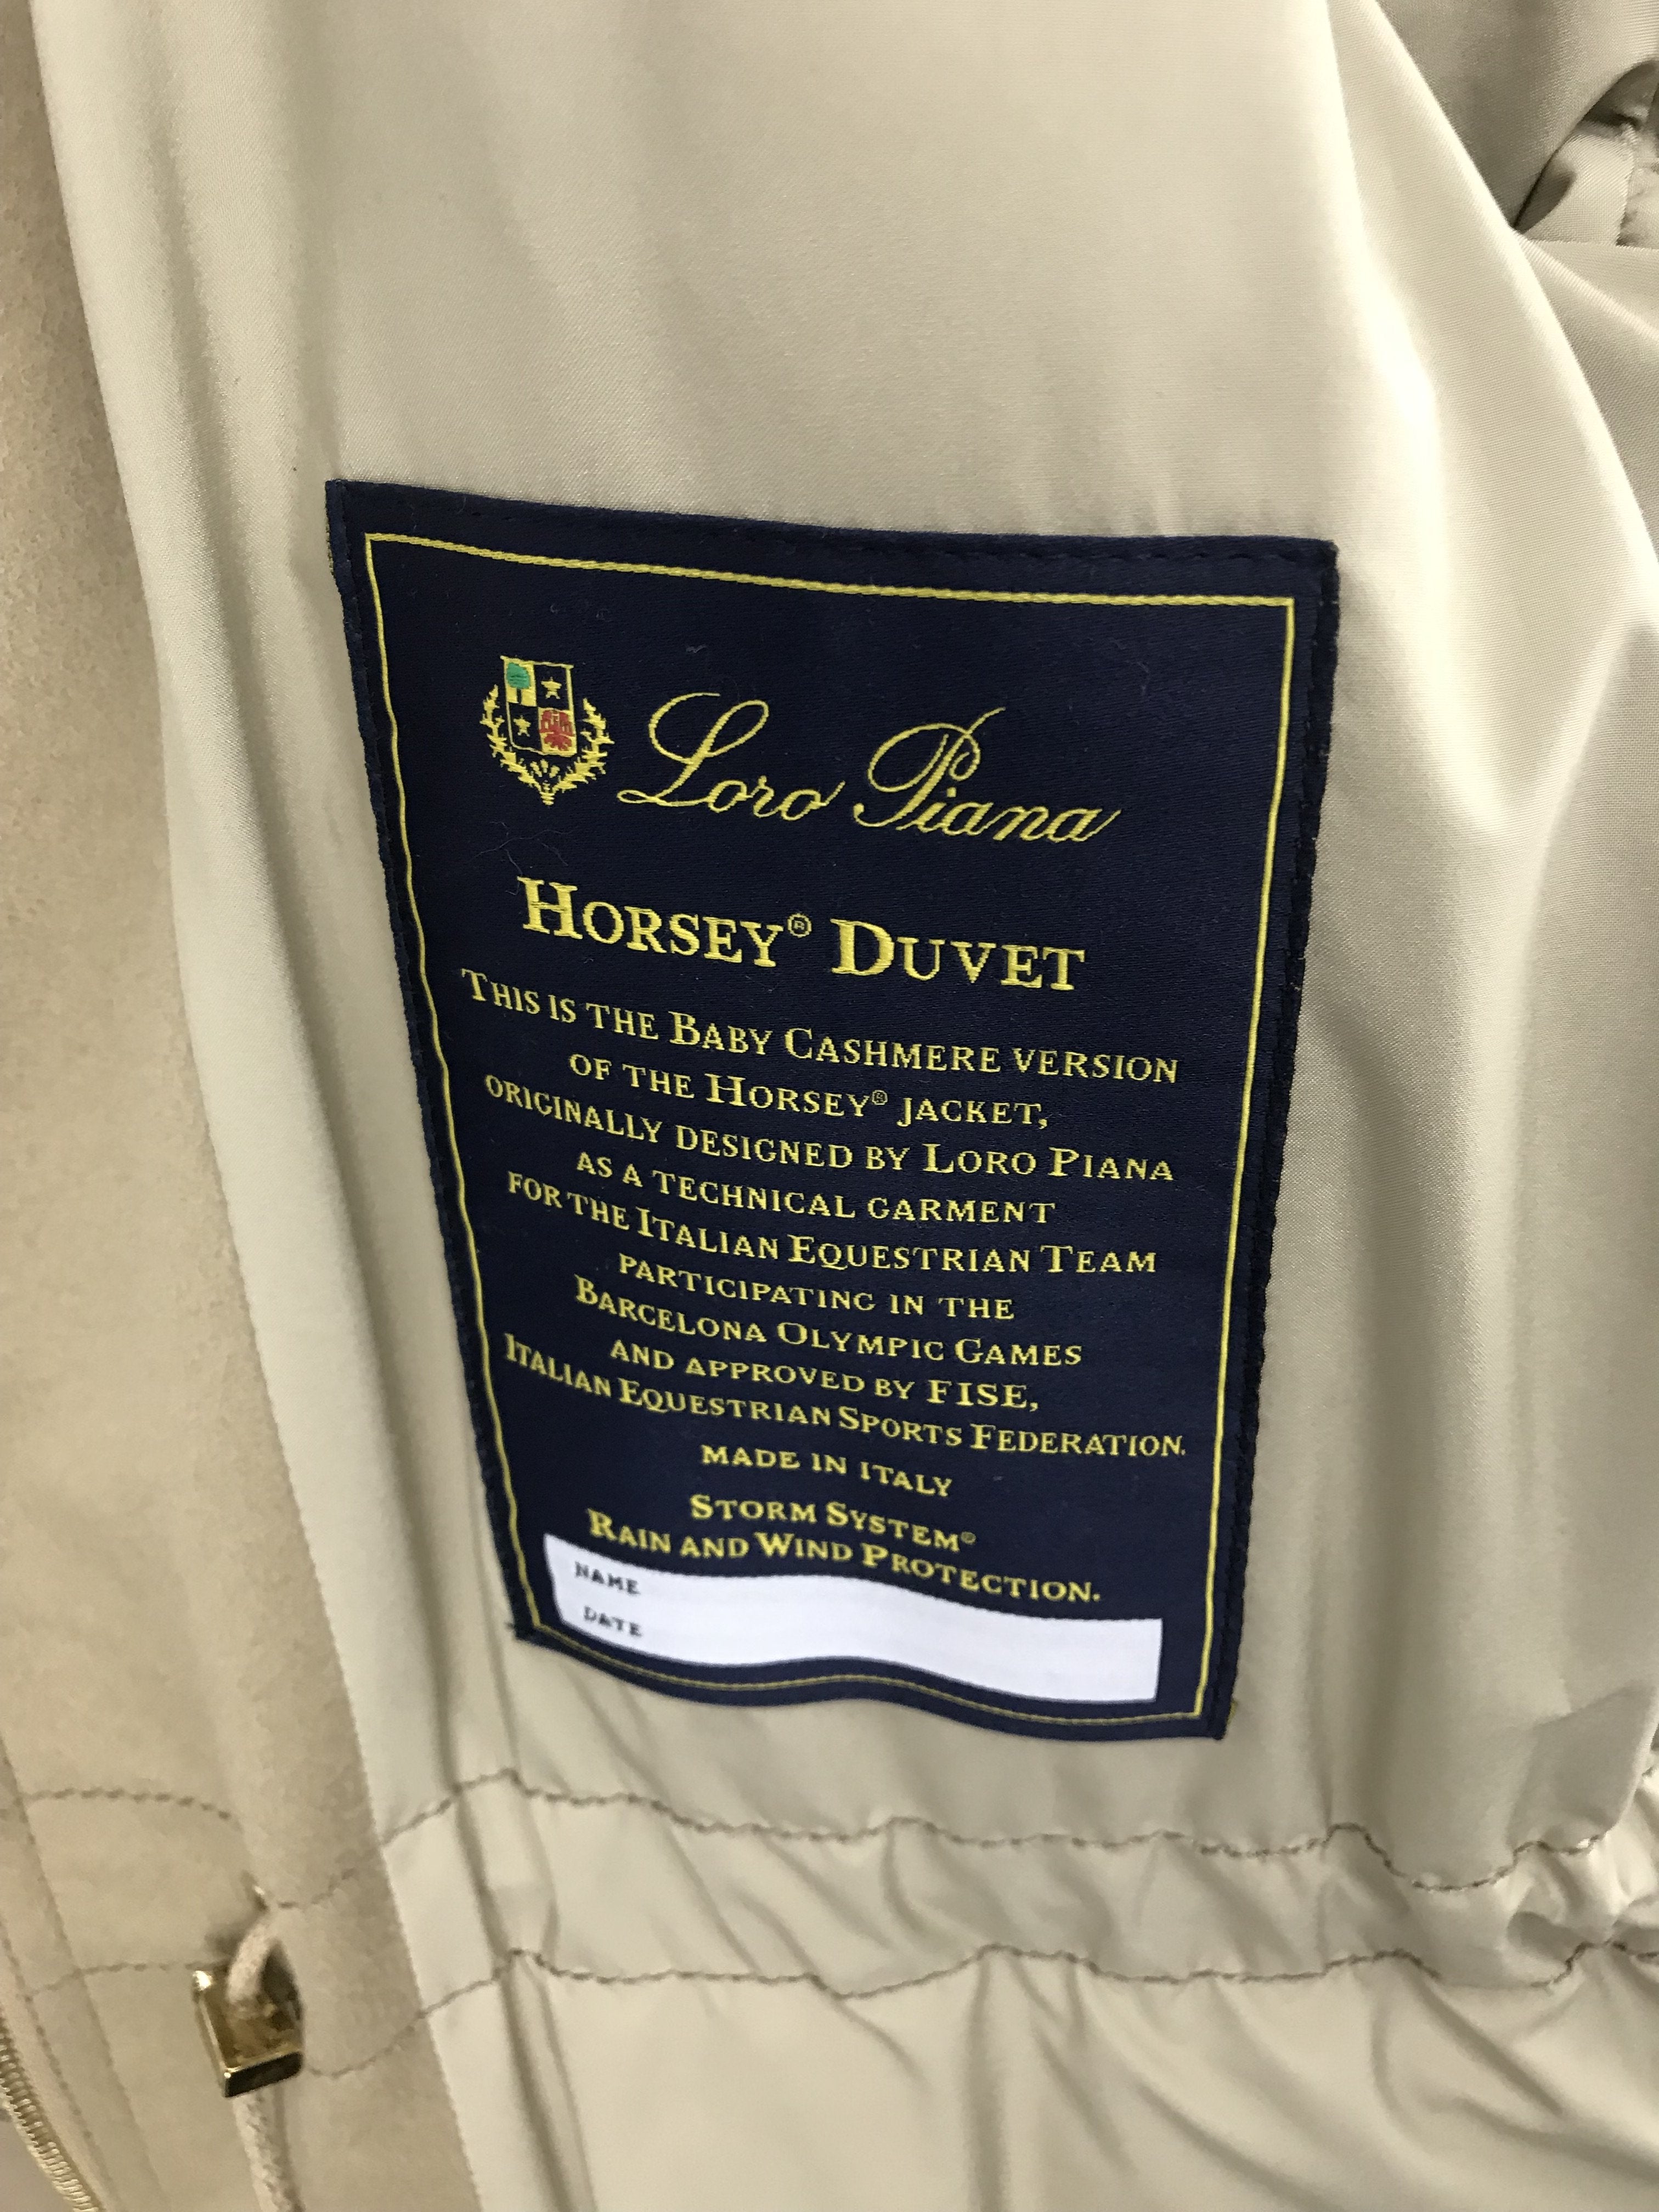 Loro Piana
HORSEY® DUVET
THIS IS THE BABY CASHMERE VERSION
OF THE HORSEY® JACKET,
ORIGINALLY DESIGNED BY LORO PIANA
AS A TECHNICAL GARMENT
FOR THE ITALIAN EQUESTRIAN TEAM
PARTICIPATING IN THE
BARCELONA OLYMPIC GAMES
AND APPROVED BY FISE,
ITALIAN EQUESTRIAN SPORTS FEDERATION.
MADE IN ITALY
STORM SYSTEM®
RAIN AND WIND PROTECTION.
NAME
DATE